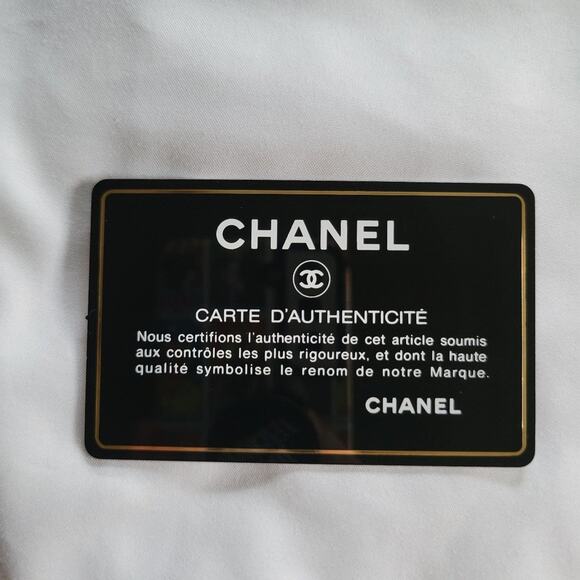 CHANEL
CARTE D'AUTHENTICITÉ
Nous certifions l'authenticité de cet article soumis
aux contrôles les plus rigoureux, et dont la haute
qualité symbolise le renom de notre Marque.
CHANEL